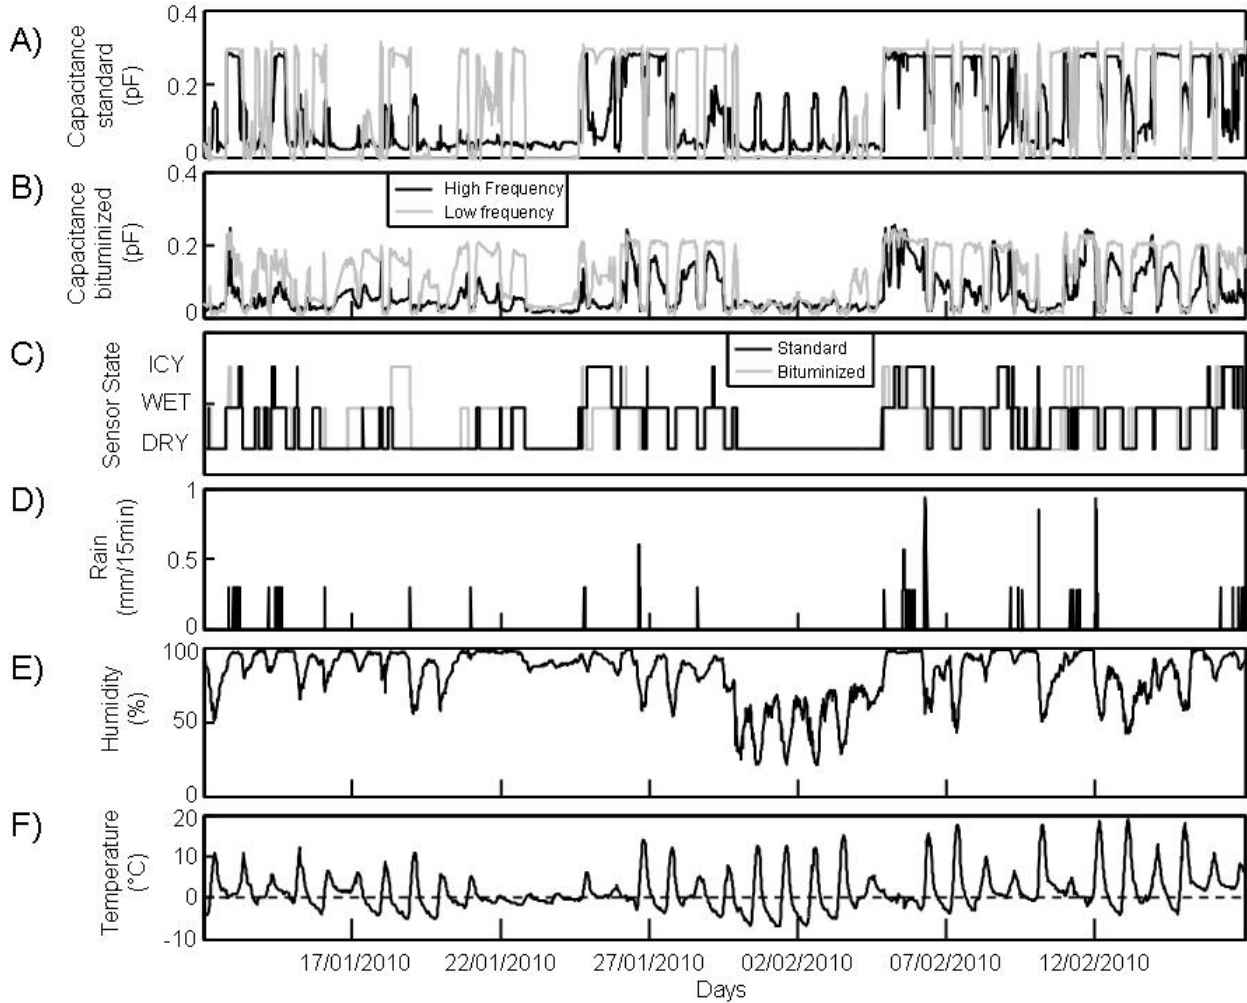 A)
Capacitance
standard
(pF)
0.4
0.2
0
B)
Capacitance
bituminized
(pF)
0.4
0.2
0
High Frequency
Low frequency
C)
Sensor State
ICY
WET
DRY
Standard
Bituminized
D)
Rain
(mm/15min)
1
0.5
0
E)
Humidity
(%)
100
50
0
F)
Temperature
(°C)
20
10
0
-10
17/01/2010 22/01/2010 27/01/2010 02/02/2010 07/02/2010 12/02/2010
Days